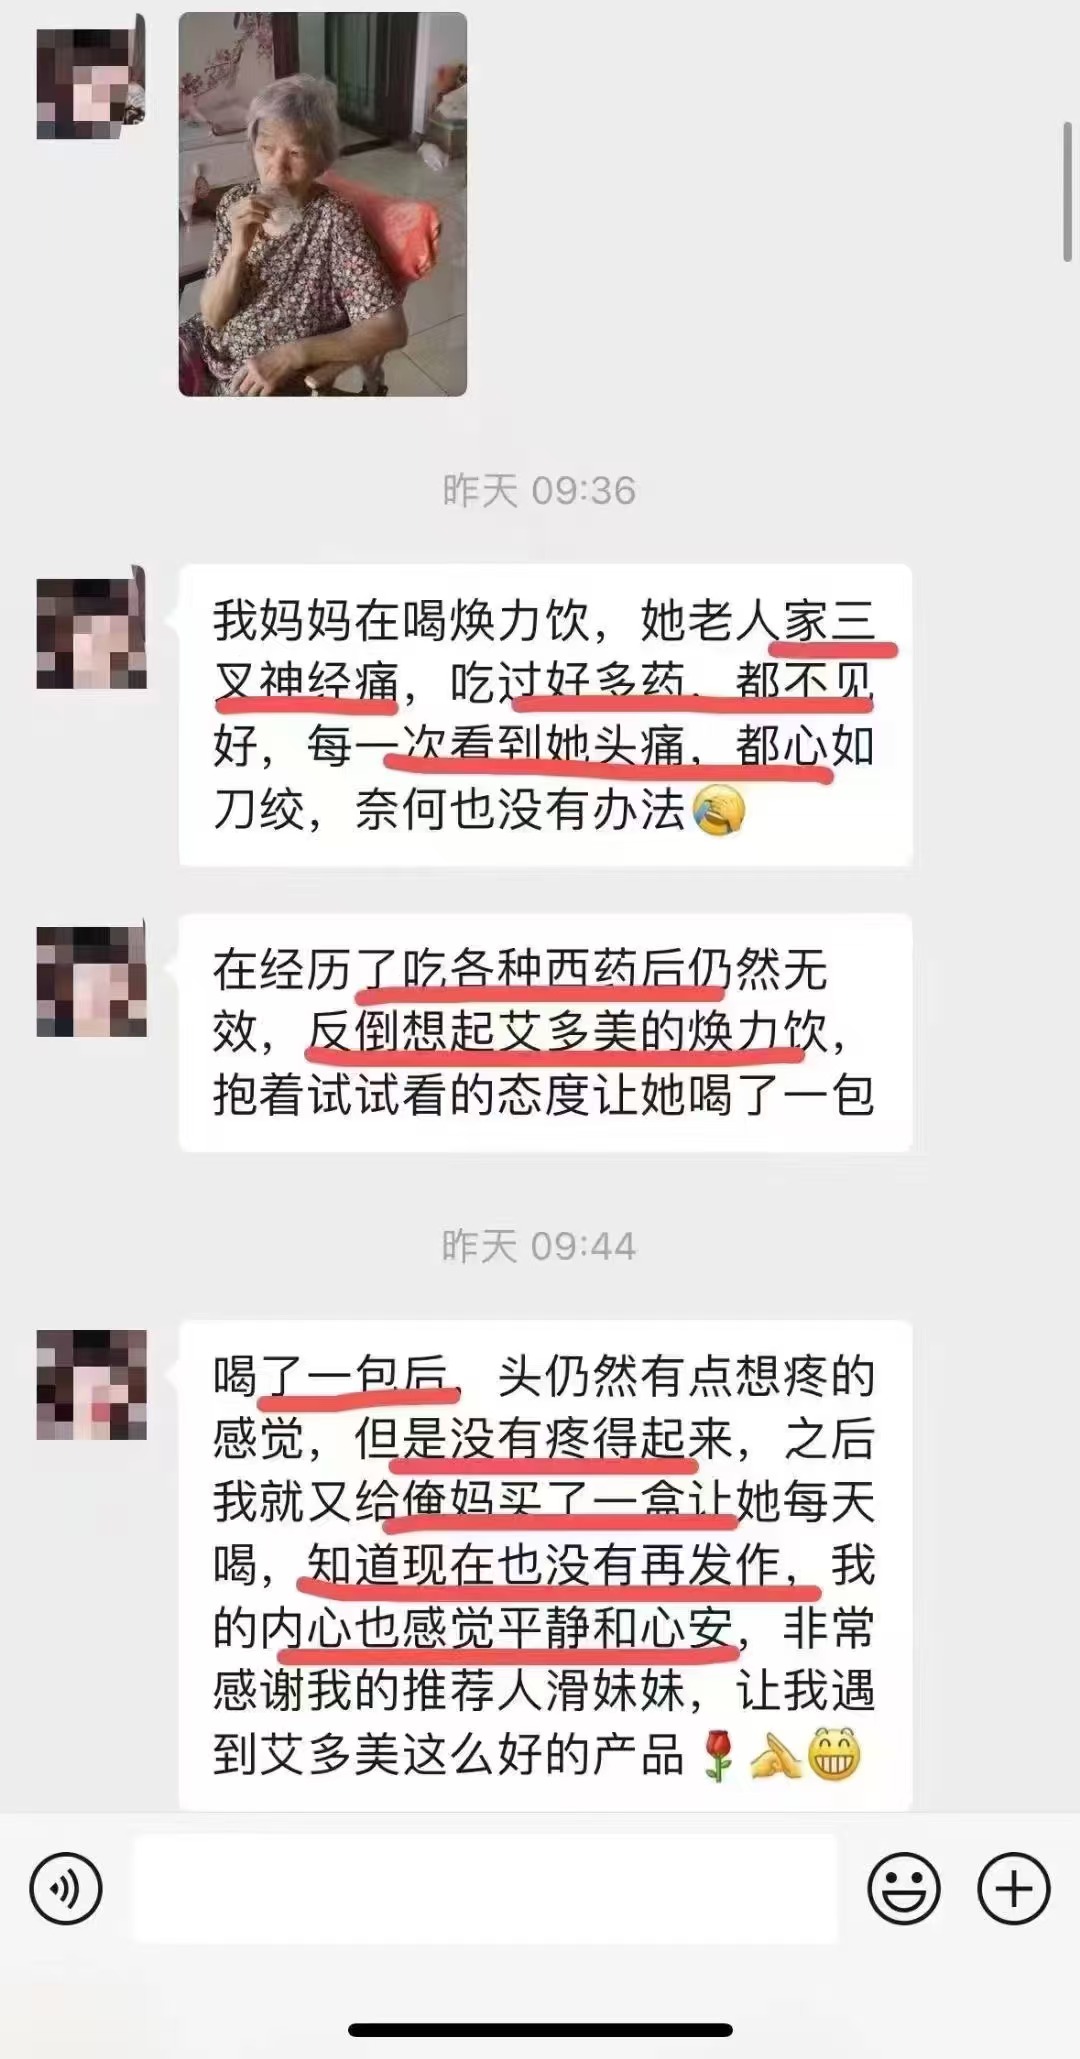 昨天 09:36
我妈妈在喝焕力饮，她老人家三
叉神经痛，吃过好多药，都不见
好，每一次看到她头痛，都心如
刀绞，奈何也没有办法🤦
在经历了吃各种西药后仍然无
效，反倒想起艾多美的焕力饮，
抱着试试看的态度让她喝了一包
昨天 09:44
喝了一包后，头仍然有点想疼的
感觉，但是没有疼得起来，之后
我就又给俺妈买了一盒让她每天
喝，知道现在也没有再发作，我
的内心也感觉平静和心安，非常
感谢我的推荐人滑妹妹，让我遇
到艾多美这么好的产品🌹🙏😁